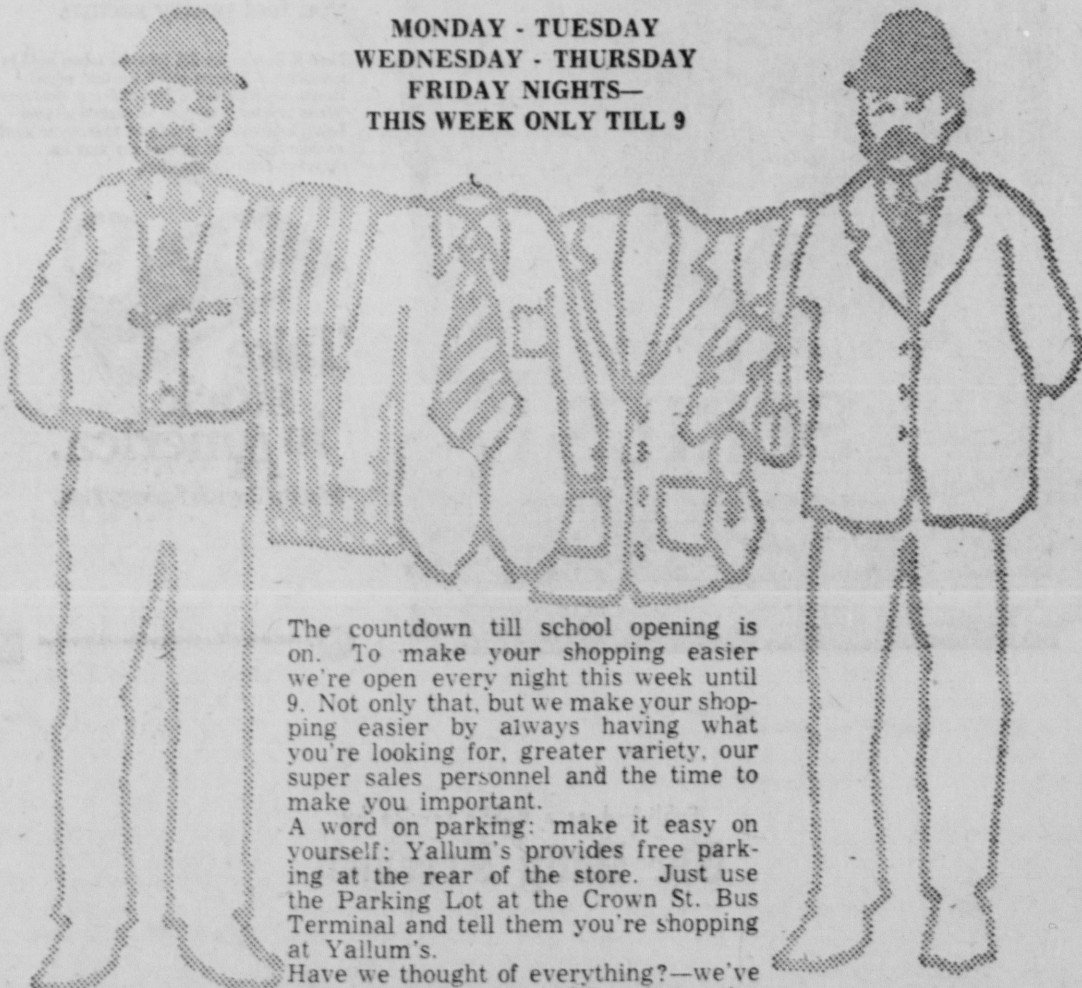 MONDAY - TUESDAY
WEDNESDAY - THURSDAY
FRIDAY NIGHTS—
THIS WEEK ONLY TILL 9
The countdown till school opening is
on. To make your shopping easier
we're open every night this week until
9. Not only that, but we make your shop-
ping easier by always having what
you're looking for, greater variety, our
super sales personnel and the time to
make you important.
A word on parking: make it easy on
yourself: Yallum's provides free park-
ing at the rear of the store. Just use
the Parking Lot at the Crown St. Bus
Terminal and tell them you're shopping
at Yallum's.
Have we thought of everything?—we've